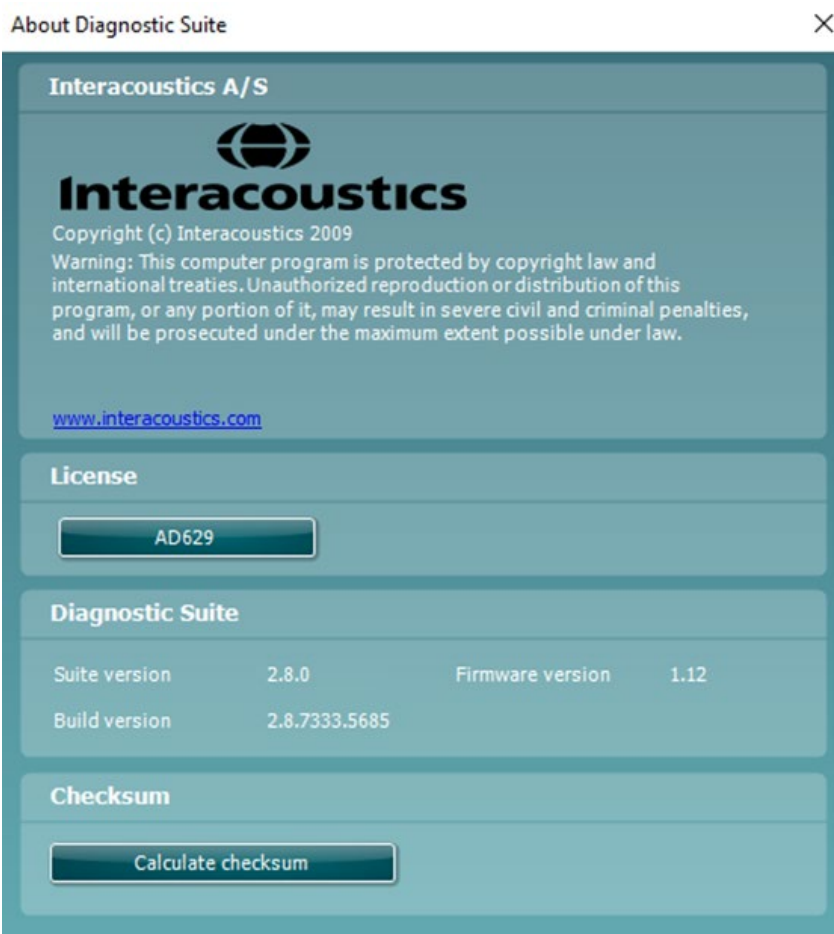 About Diagnostic Suite
Interacoustics A/S
Interacoustics
Copyright (c) Interacoustics 2009
Warning: This computer program is protected by copyright law and
international treaties. Unauthorized reproduction or distribution of this
program, or any portion of it, may result in severe civil and criminal penalties,
and will be prosecuted under the maximum extent possible under law.
www.interacoustics.com
License
AD629
Diagnostic Suite
Suite version 2.8.0 Firmware version 1.12
Build version 2.8.7333.5685
Checksum
Calculate checksum